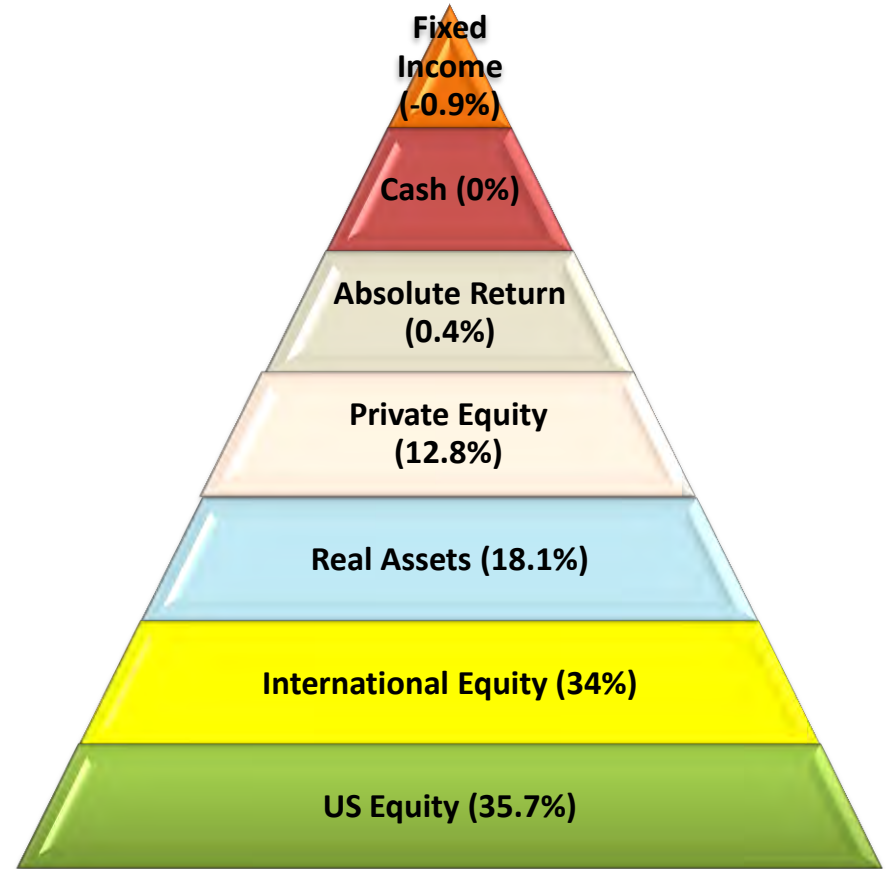 Fixed
Income
(-0.9%)
Cash (0%)
Absolute Return
(0.4%)
Private Equity
(12.8%)
Real Assets (18.1%)
International Equity (34%)
US Equity (35.7%)